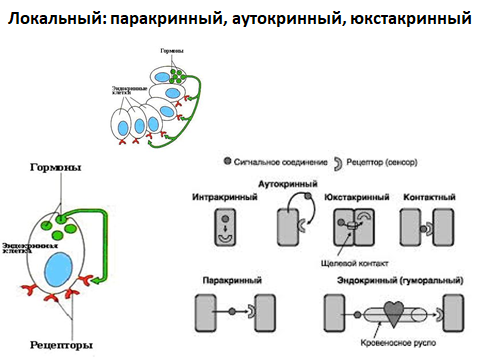 Локальный: паракринный, аутокринный, юкстакринный
Гормоны
Эндокринные
клетки
Гормоны
Эндокринная
клетка
Рецепторы
Сигнальное соединение
Рецептор (сенсор)
Аутокринный
Интракринный
Юкстакринный
Контактный
Щелевой контакт
Паракринный
Эндокринный (гуморальный)
Кровеносное русло